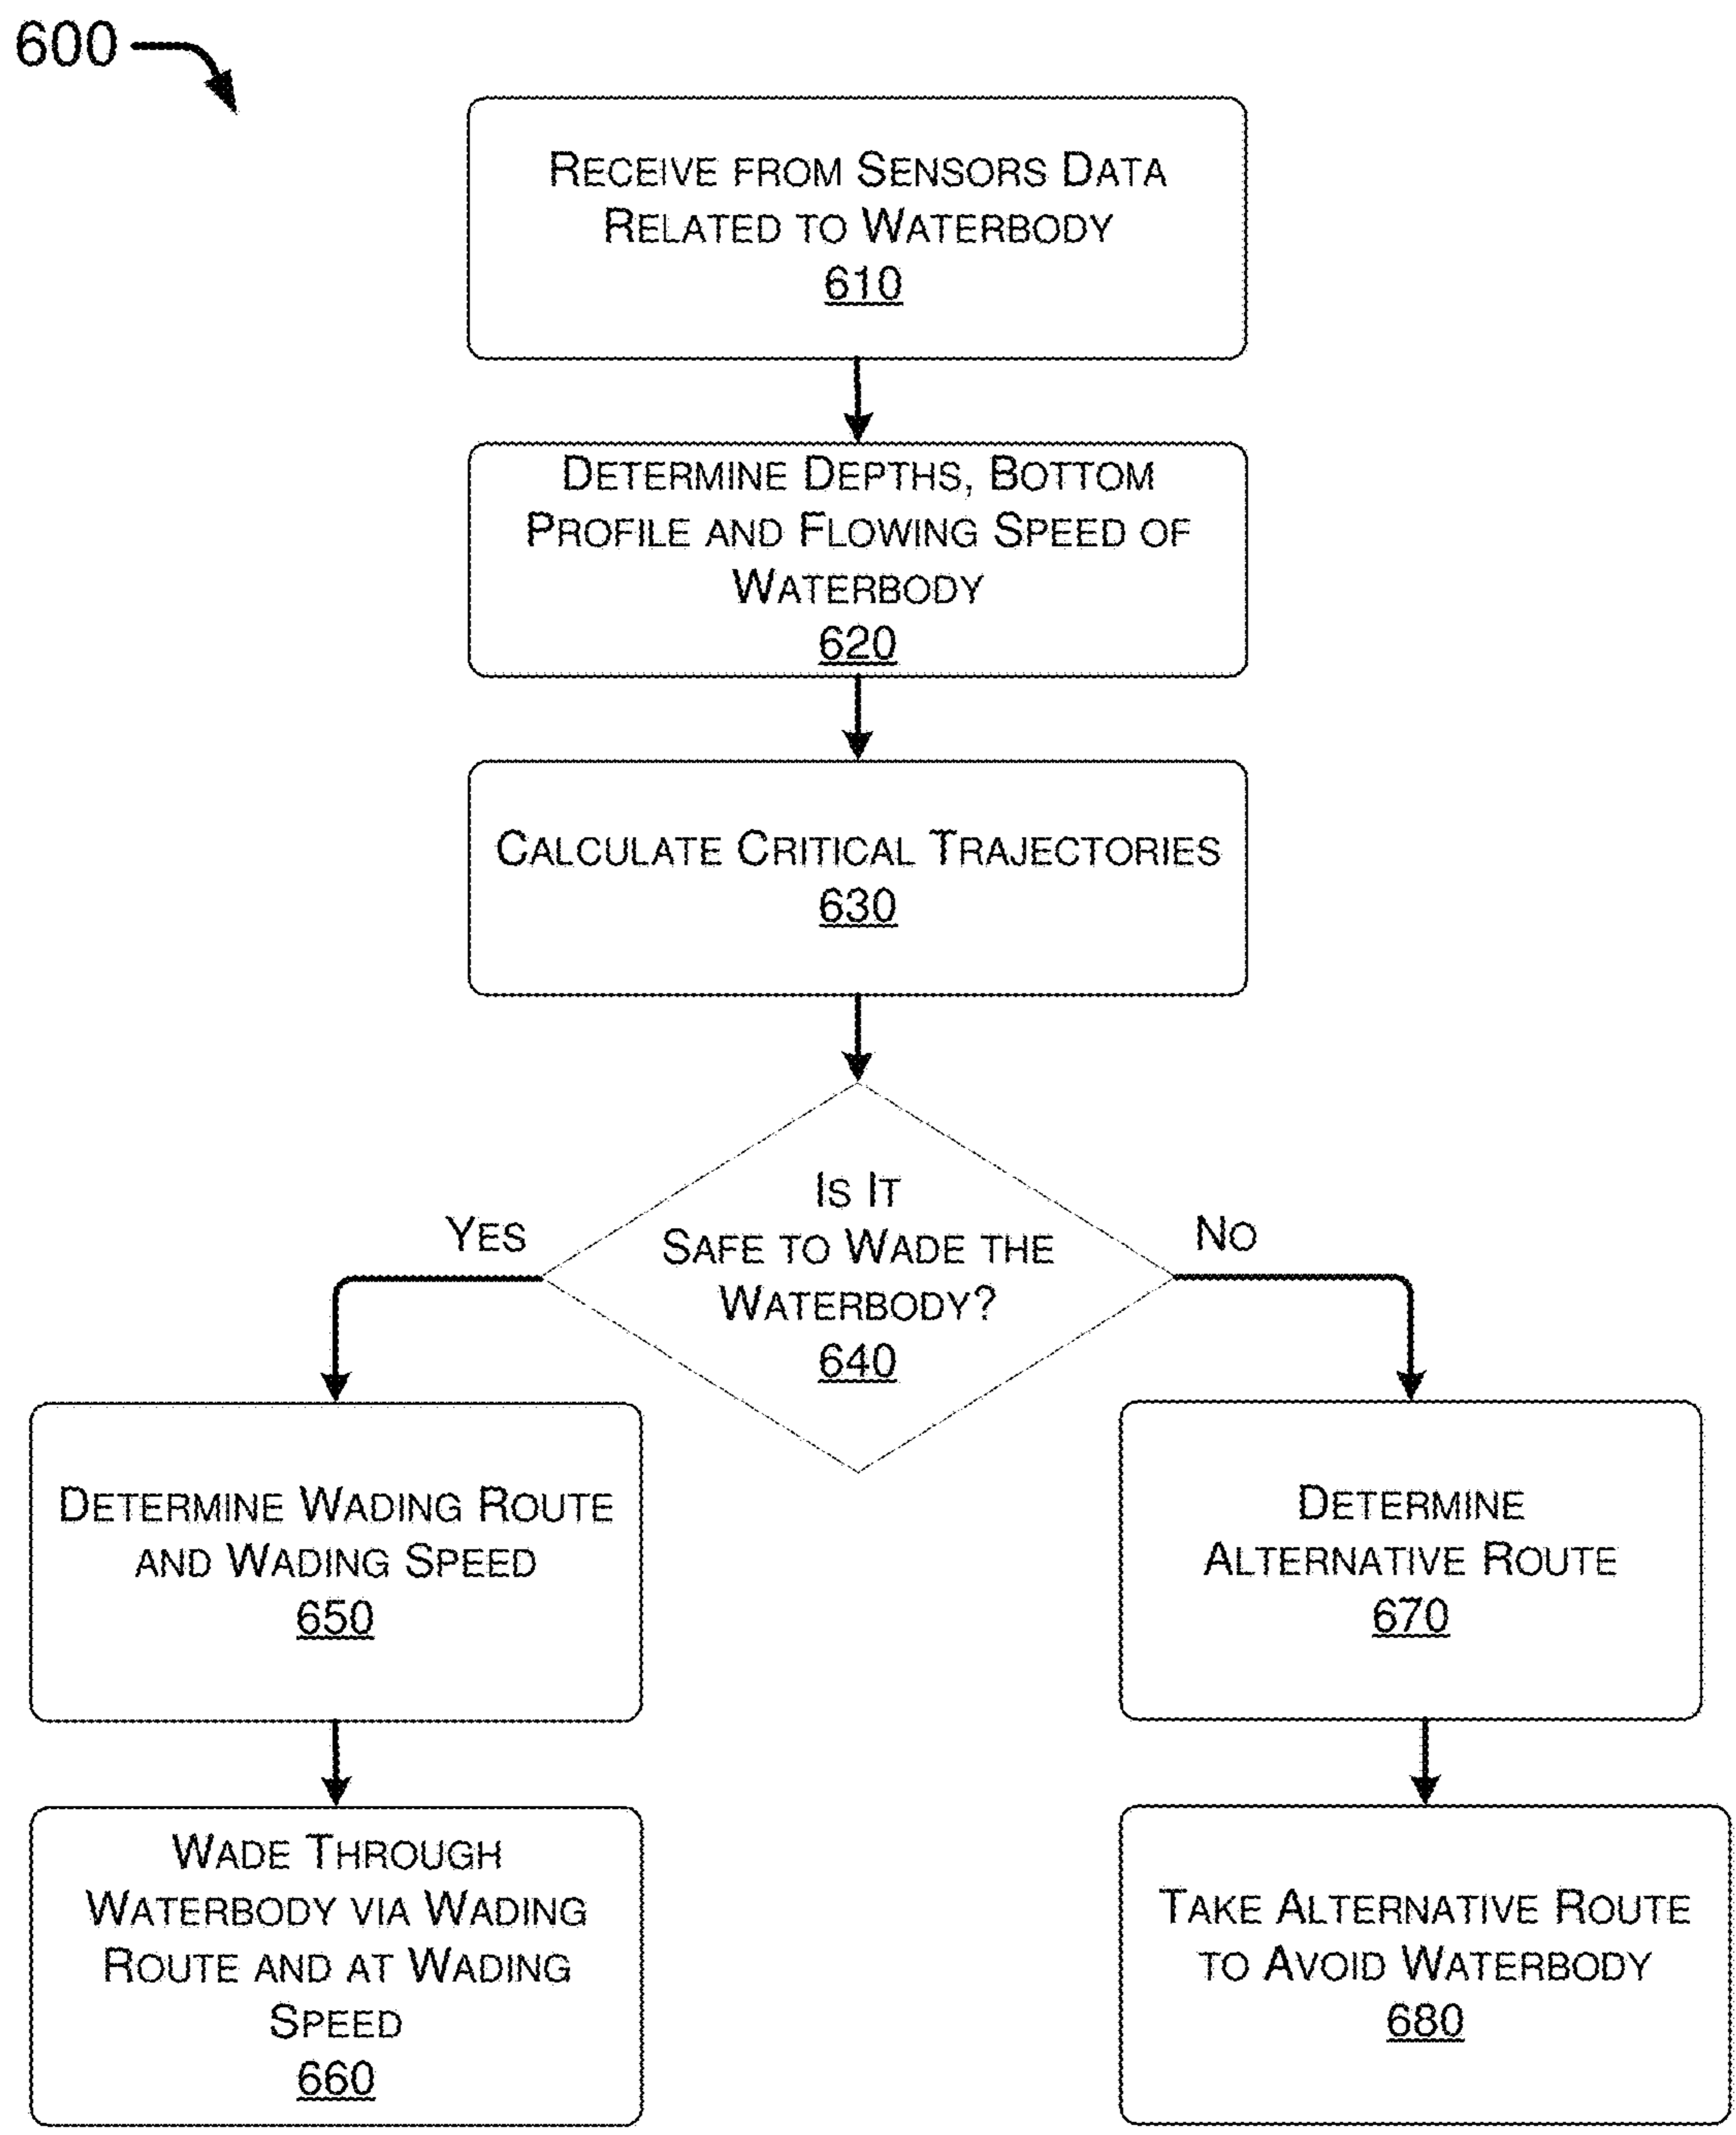 600
RECEIVE FROM SENSORS DATA
RELATED TO WATERBODY
610
DETERMINE DEPTHS, BOTTOM
PROFILE AND FLOWING SPEED OF
WATERBODY
620
CALCULATE CRITICAL TRAJECTORIES
630
IS IT
SAFE TO WADE THE
WATERBODY?
640
YES
NO
DETERMINE WADING ROUTE
AND WADING SPEED
650
WADE THROUGH
WATERBODY VIA WADING
ROUTE AND AT WADING
SPEED
660
DETERMINE
ALTERNATIVE ROUTE
670
TAKE ALTERNATIVE ROUTE
TO AVOID WATERBODY
680